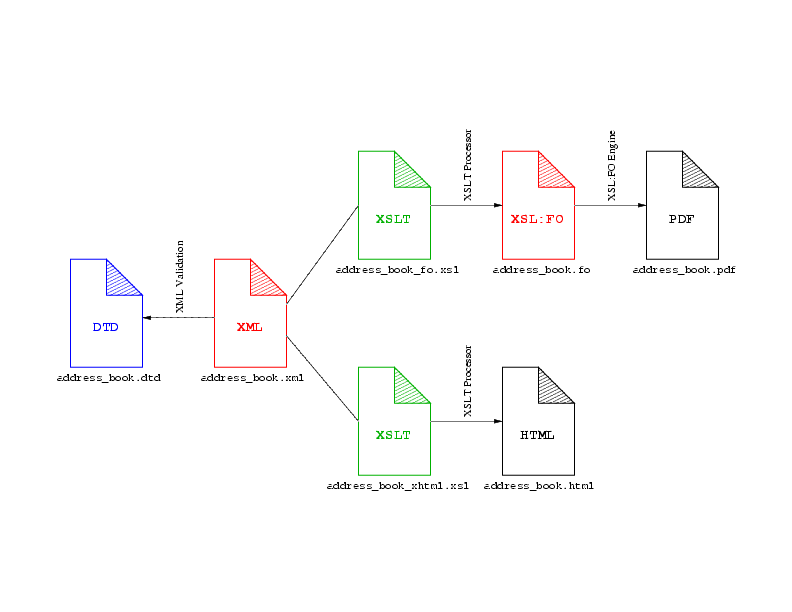 XSLT Processor
XSL:FO Engine
XSLT
XSL:FO
PDF
address_book_fo.xsl
address_book.fo
address_book.pdf
XML Validation
DTD
XML
address_book.dtd
address_book.xml
XSLT Processor
XSLT
HTML
address_book_xhtml.xsl
address_book.html